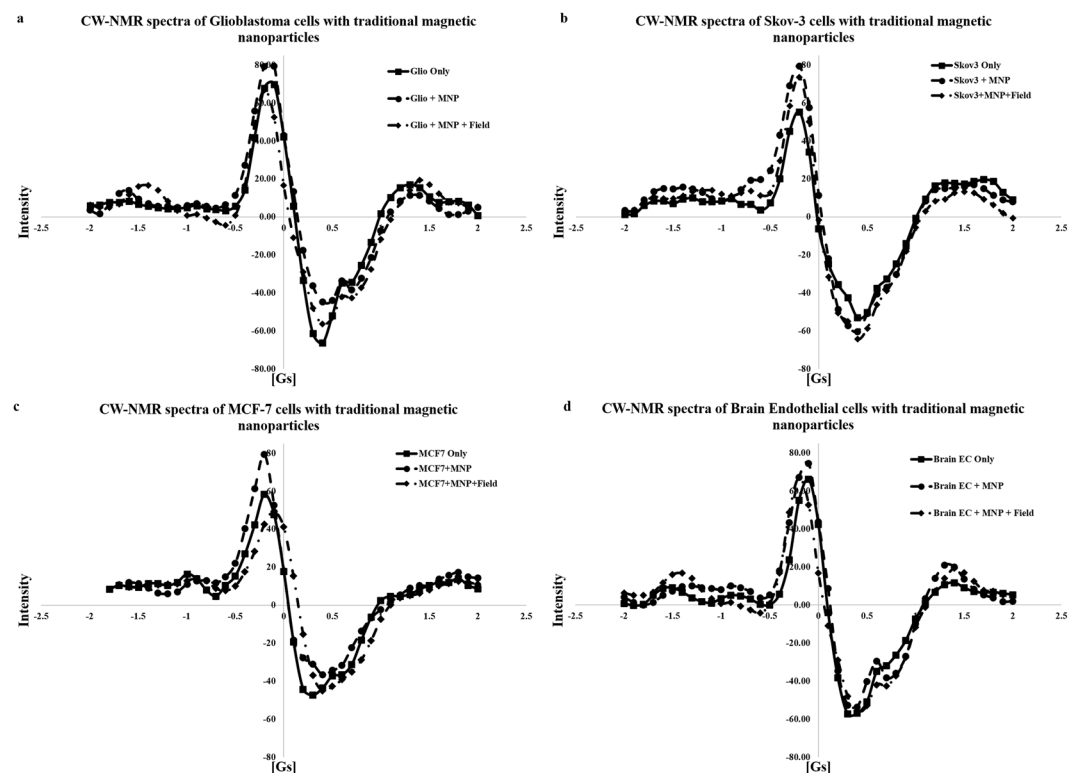 a
CW-NMR spectra of Glioblastoma cells with traditional magnetic
nanoparticles
Glio Only
Glio + MNP
Glio + MNP + Field
Intensity
80.00
60.00
40.00
20.00
0.00
-20.00
-40.00
-60.00
-80.00
-2.5 -2 -1.5 -1 -0.5 0 0.5 1 1.5 2 2.5
[Gs]
b
CW-NMR spectra of Skov-3 cells with traditional magnetic
nanoparticles
Skov3 Only
Skov3 + MNP
Skov3+MNP+Field
Intensity
80
60
40
20
0
-20
-40
-60
-80
-2.5 -2 -1.5 -1 -0.5 0 0.5 1 1.5 2 2.5
[Gs]
c
CW-NMR spectra of MCF-7 cells with traditional magnetic
nanoparticles
MCF7 Only
MCF7+MNP
MCF7+MNP+Field
Intensity
80
60
40
20
0
-20
-40
-60
-80
-2.5 -2 -1.5 -1 -0.5 0 0.5 1 1.5 2 2.5
[Gs]
d
CW-NMR spectra of Brain Endothelial cells with traditional magnetic
nanoparticles
Brain EC Only
Brain EC + MNP
Brain EC + MNP + Field
Intensity
80.00
60.00
40.00
20.00
0.00
-20.00
-40.00
-60.00
-80.00
-2.5 -2 -1.5 -1 -0.5 0 0.5 1 1.5 2 2.5
[Gs]